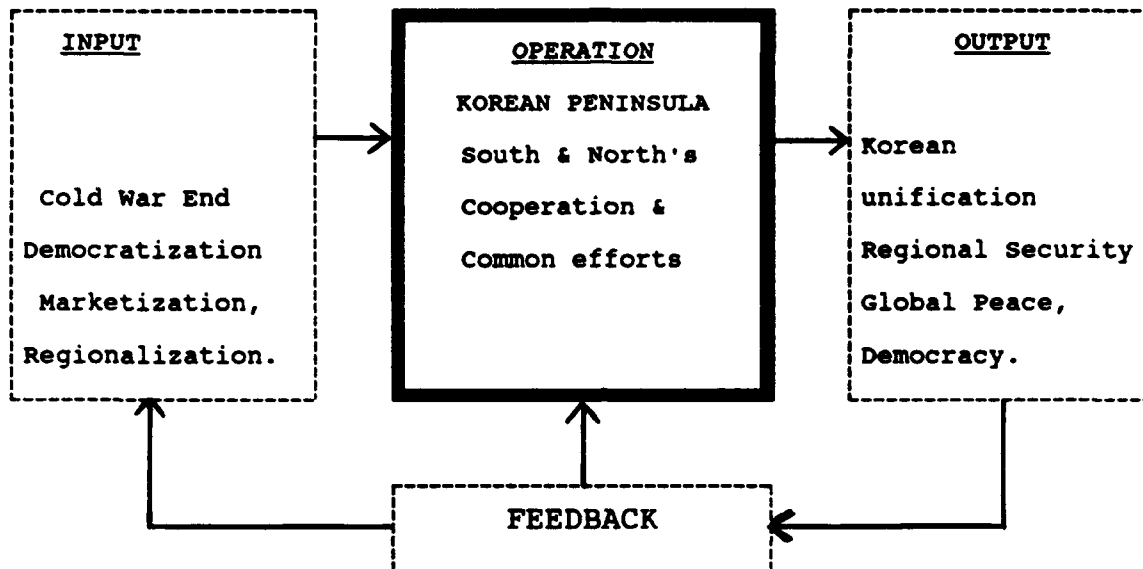 INPUT
Cold War End
Democratization
Marketization,
Regionalization.
OPERATION
KOREAN PENINSULA
South & North's
Cooperation &
Common efforts
OUTPUT
Korean
unification
Regional Security
Global Peace,
Democracy.
FEEDBACK